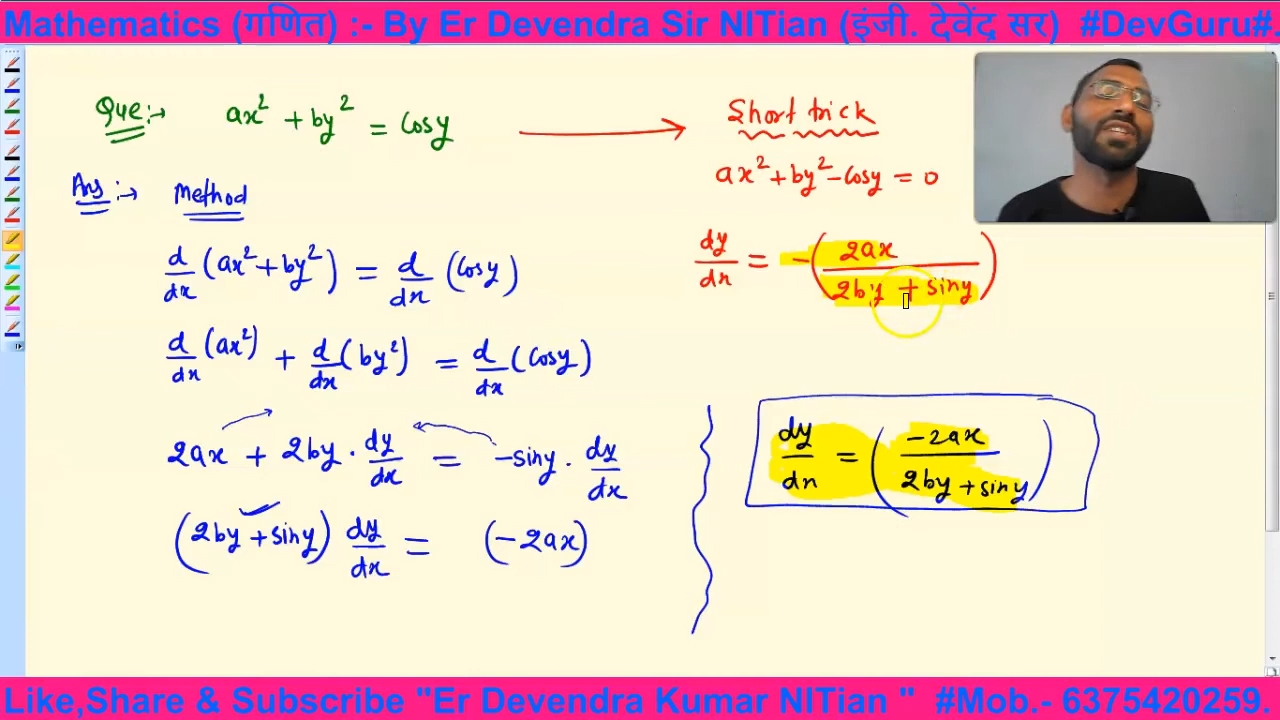 Mathematics (गणित) :- By Er Devendra Sir NITian (इंजी. देवेंद्र सर) #DevGuru#.
Que:→ ax² + by² = cosy
Ans:→ Method
d/dx (ax² + by²) = d/dx (cosy)
d/dx (ax²) + d/dx (by²) = d/dx (cosy)
2ax + 2by · dy/dx = -siny · dy/dx
(2by + siny) dy/dx = (-2ax)
Short trick
ax² + by² - cosy = 0
dy/dx = -(2ax / 2by + siny)
dy/dx = (-2ax / 2by + siny)
Like,Share & Subscribe "Er Devendra Kumar NITian " #Mob.- 6375420259.